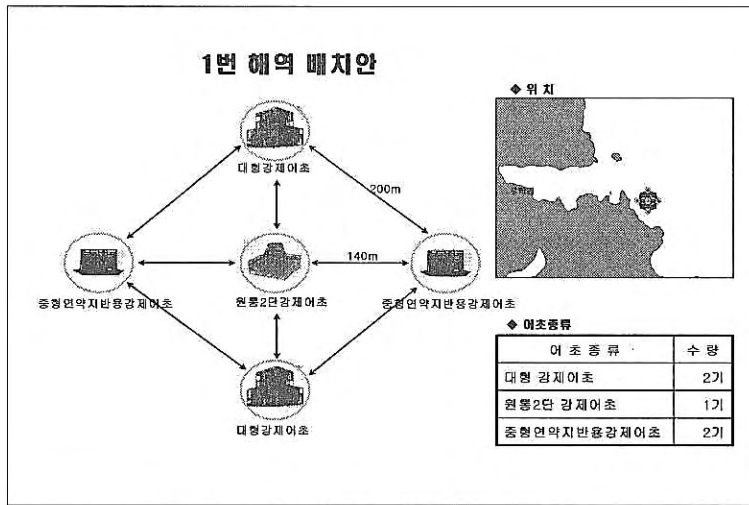 1번 해역 배치안
◆ 위 치
대형강제어초
200m
140m
중형연약지반용강제어초
원통2단강제어초
중형연약지반용강제어초
대형강제어초
◆ 어초종류
어 초 종 류
수 량
대형 강제어초
2기
원통2단 강제어초
1기
중형연약지반용강제어초
2기